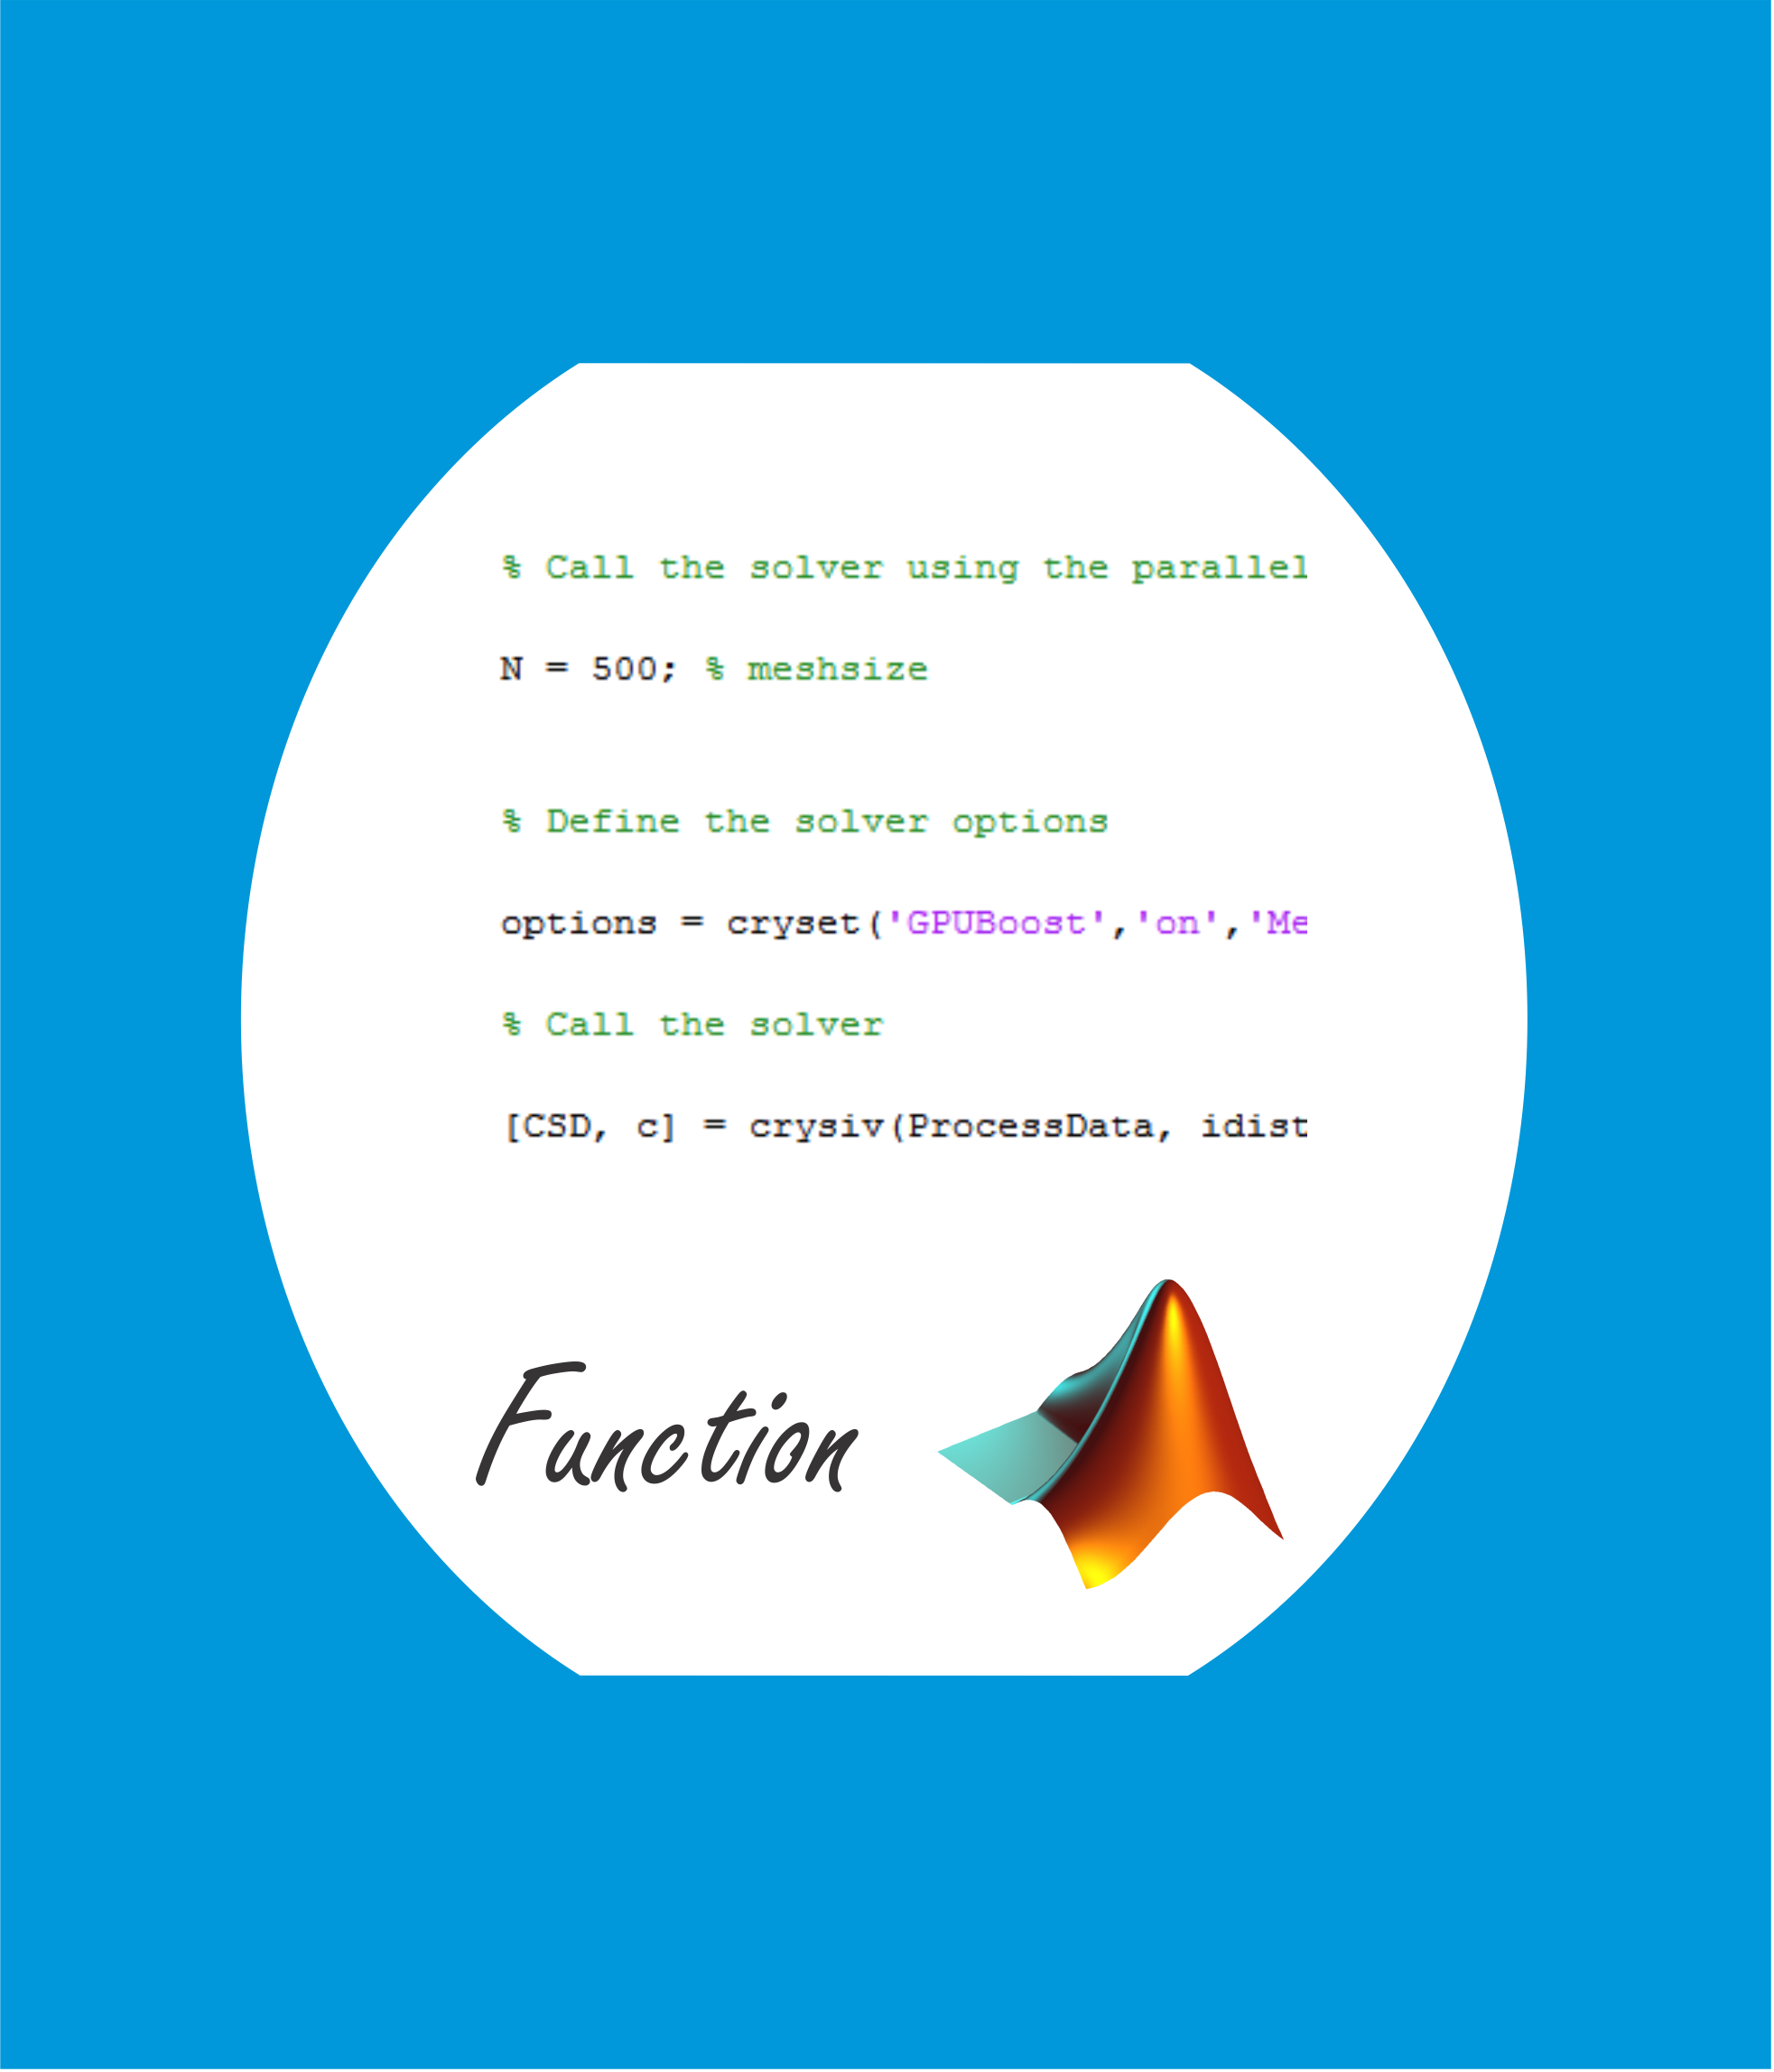 % Call the solver using the parallel
N = 500; % meshsize
% Define the solver options
options = cryset('GPUBoost','on','Me
% Call the solver
[CSD, c] = crysiv(ProcessData, idist
Function